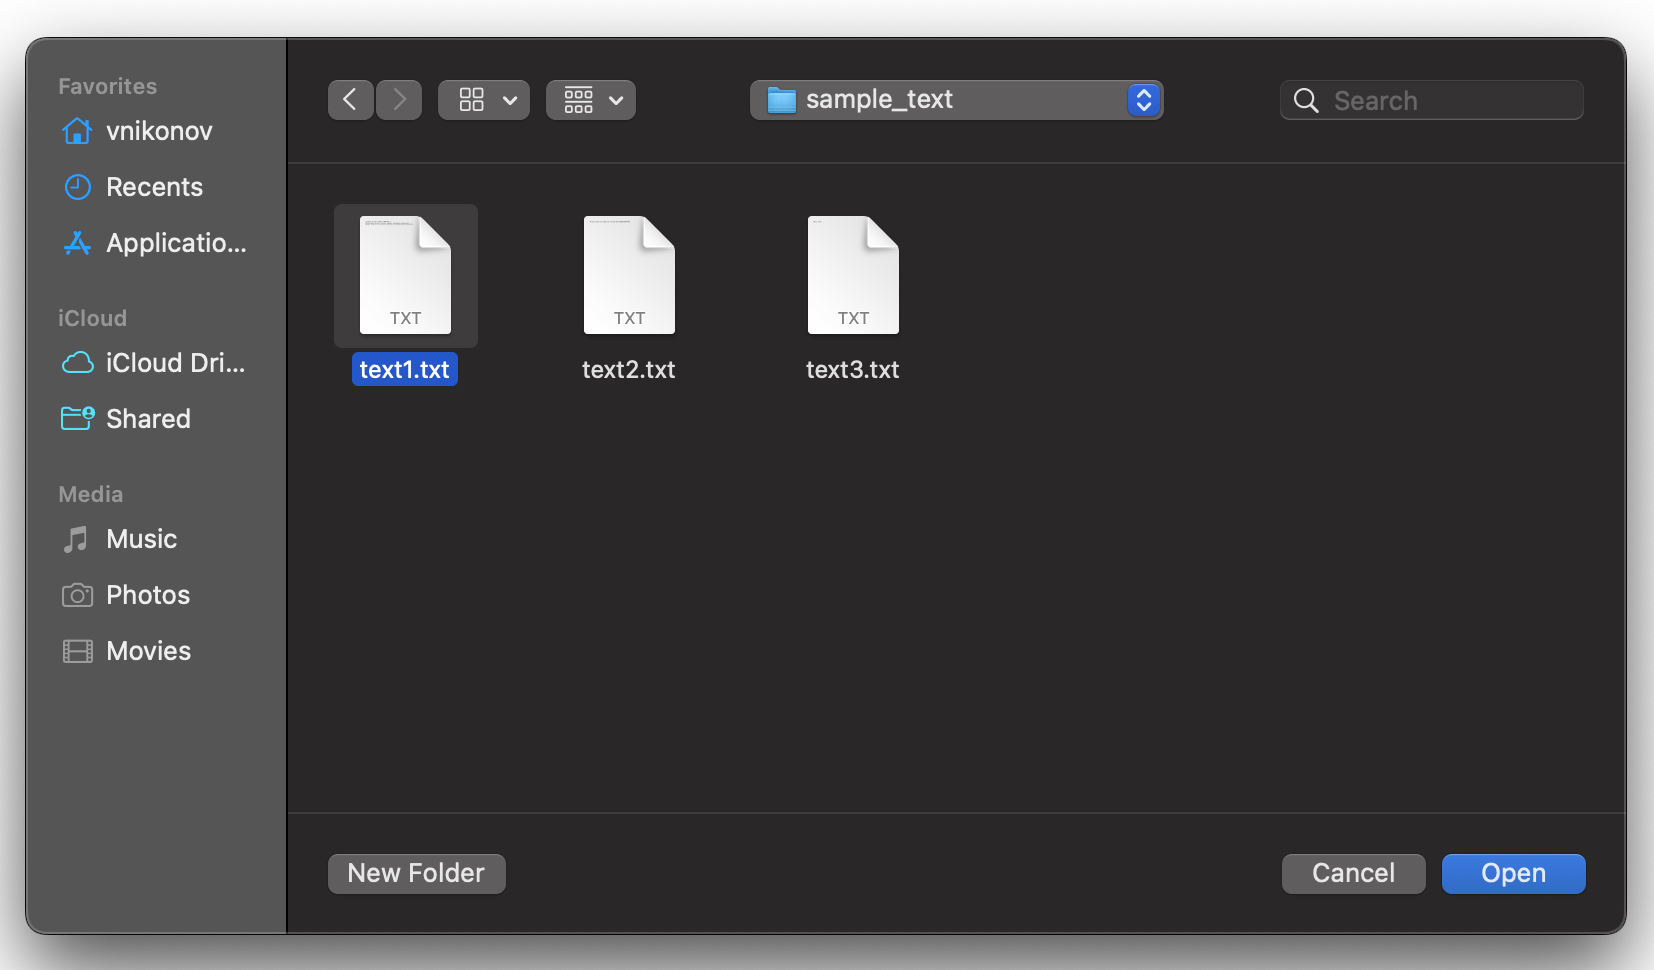 Favorites
vnikonov
Recents
Applicatio...
iCloud
iCloud Dri...
Shared
Media
Music
Photos
Movies
sample_text
Search
TXT
TXT
TXT
text1.txt
text2.txt
text3.txt
New Folder
Cancel
Open